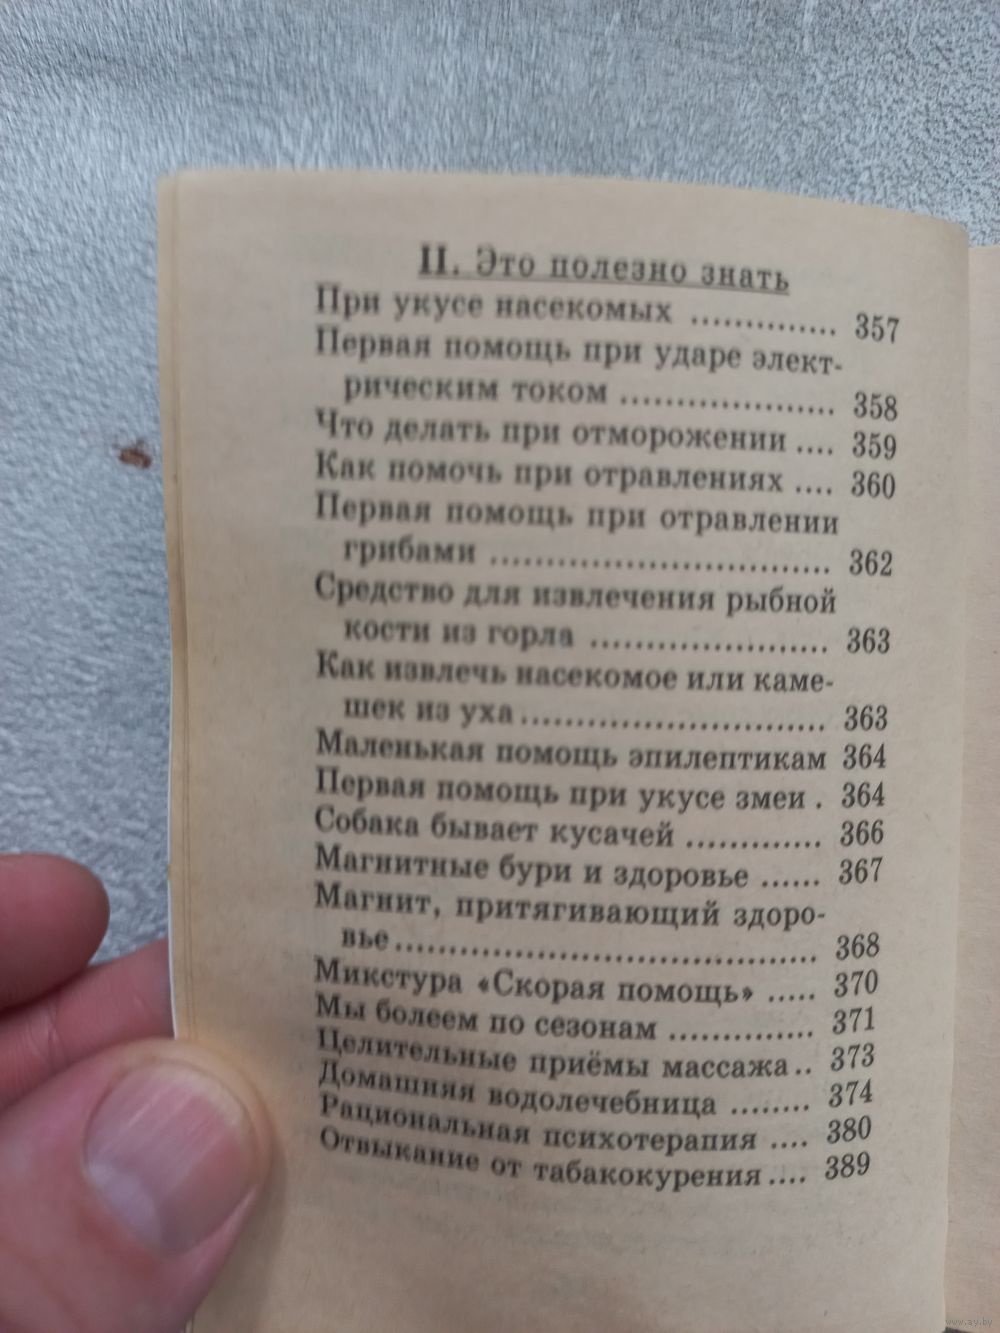 II. Это полезно знать
При укусе насекомых .............. 357
Первая помощь при ударе элект-
рическим током ................... 358
Что делать при отморожении .... 359
Как помочь при отравлениях .... 360
Первая помощь при отравлении
грибами .............................. 362
Средство для извлечения рыбной
кости из горла ...................... 363
Как извлечь насекомое или каме-
шек из уха............................ 363
Маленькая помощь эпилептикам 364
Первая помощь при укусе змеи . 364
Собака бывает кусачей ............. 366
Магнитные бури и здоровье ...... 367
Магнит, притягивающий здоро-
вье....................................... 368
Микстура «Скорая помощь» ..... 370
Мы болеем по сезонам .............. 371
Целительные приёмы массажа.. 373
Домашняя водолечебница ........ 374
Рациональная психотерапия .... 380
Отвыкание от табакокурения.... 389
www.ay.by